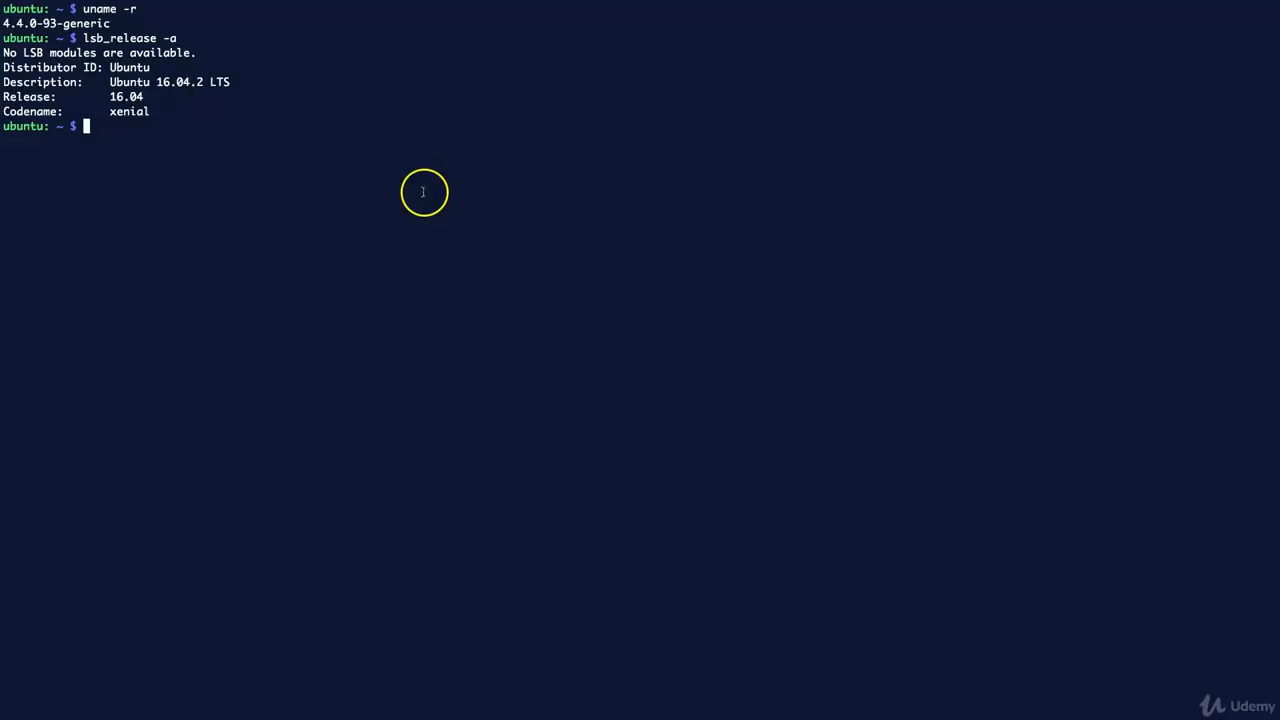 ubuntu: ~ $ uname -r
4.4.0-93-generic
ubuntu: ~ $ lsb_release -a
No LSB modules are available.
Distributor ID: Ubuntu
Description:    Ubuntu 16.04.2 LTS
Release:        16.04
Codename:       xenial
ubuntu: ~ $
Udemy